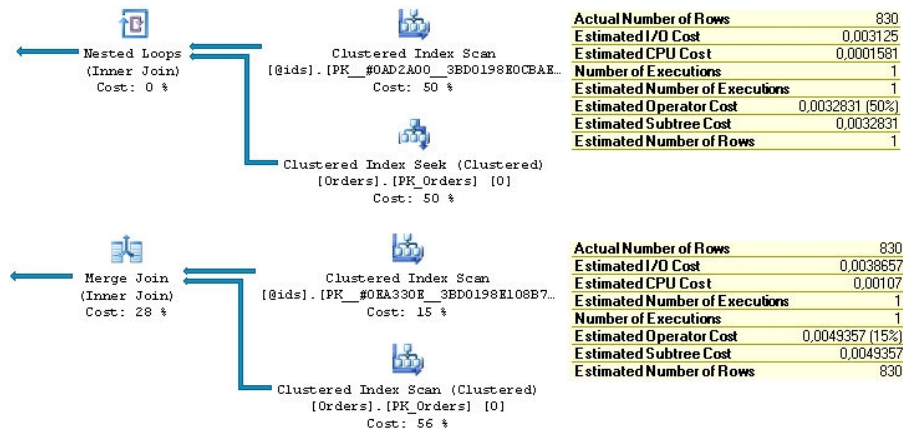 Nested Loops
(Inner Join)
Cost: 0 %
Clustered Index Scan
[@ids].[PK__#0AD2A00__3BD0198E0CBAE…
Cost: 50 %
Clustered Index Seek (Clustered)
[Orders].[PK_Orders] [O]
Cost: 50 %
Actual Number of Rows 830
Estimated I/O Cost 0,003125
Estimated CPU Cost 0,0001581
Number of Executions 1
Estimated Number of Executions 1
Estimated Operator Cost 0,0032831 (50%)
Estimated Subtree Cost 0,0032831
Estimated Number of Rows 1
Merge Join
(Inner Join)
Cost: 28 %
Clustered Index Scan
[@ids].[PK__#0EA330E__3BD0198E108B7…
Cost: 15 %
Clustered Index Scan (Clustered)
[Orders].[PK_Orders] [O]
Cost: 56 %
Actual Number of Rows 830
Estimated I/O Cost 0,0038657
Estimated CPU Cost 0,00107
Estimated Number of Executions 1
Number of Executions 1
Estimated Operator Cost 0,0049357 (15%)
Estimated Subtree Cost 0,0049357
Estimated Number of Rows 830